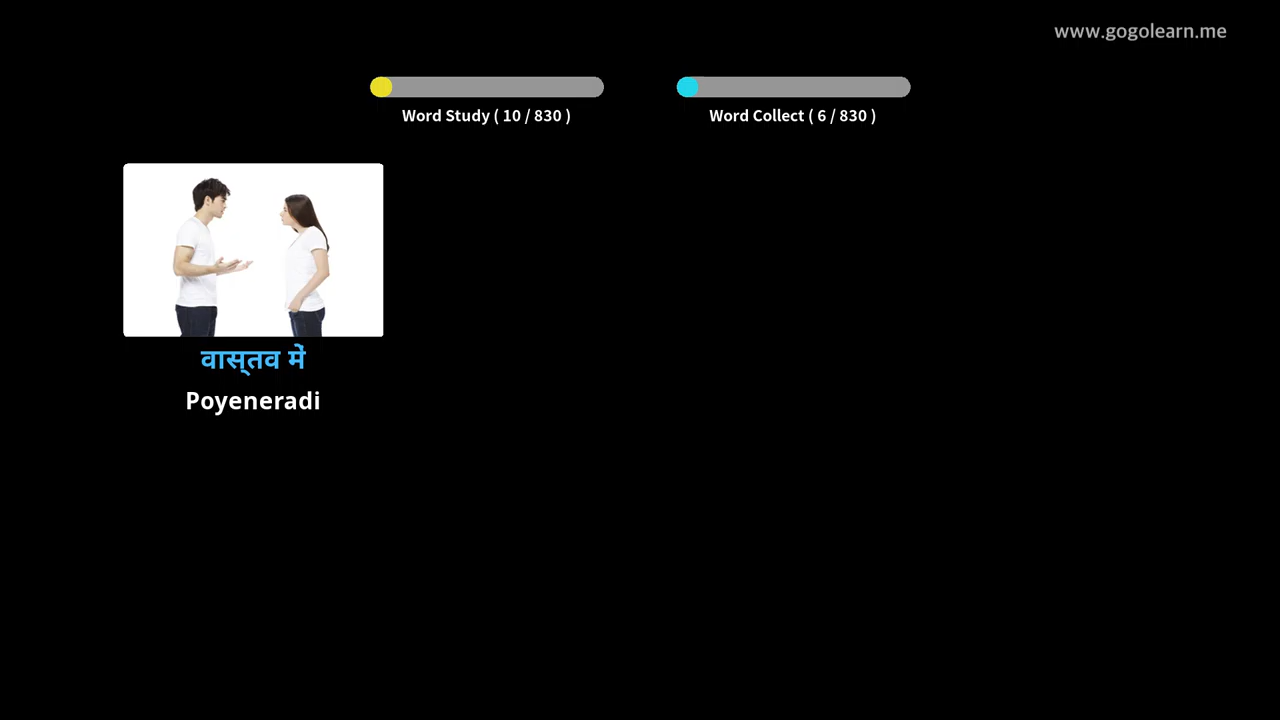 www.gogolearn.me
Word Study ( 10 / 830 )
Word Collect ( 6 / 830 )
वास्तव में
Poyeneradi